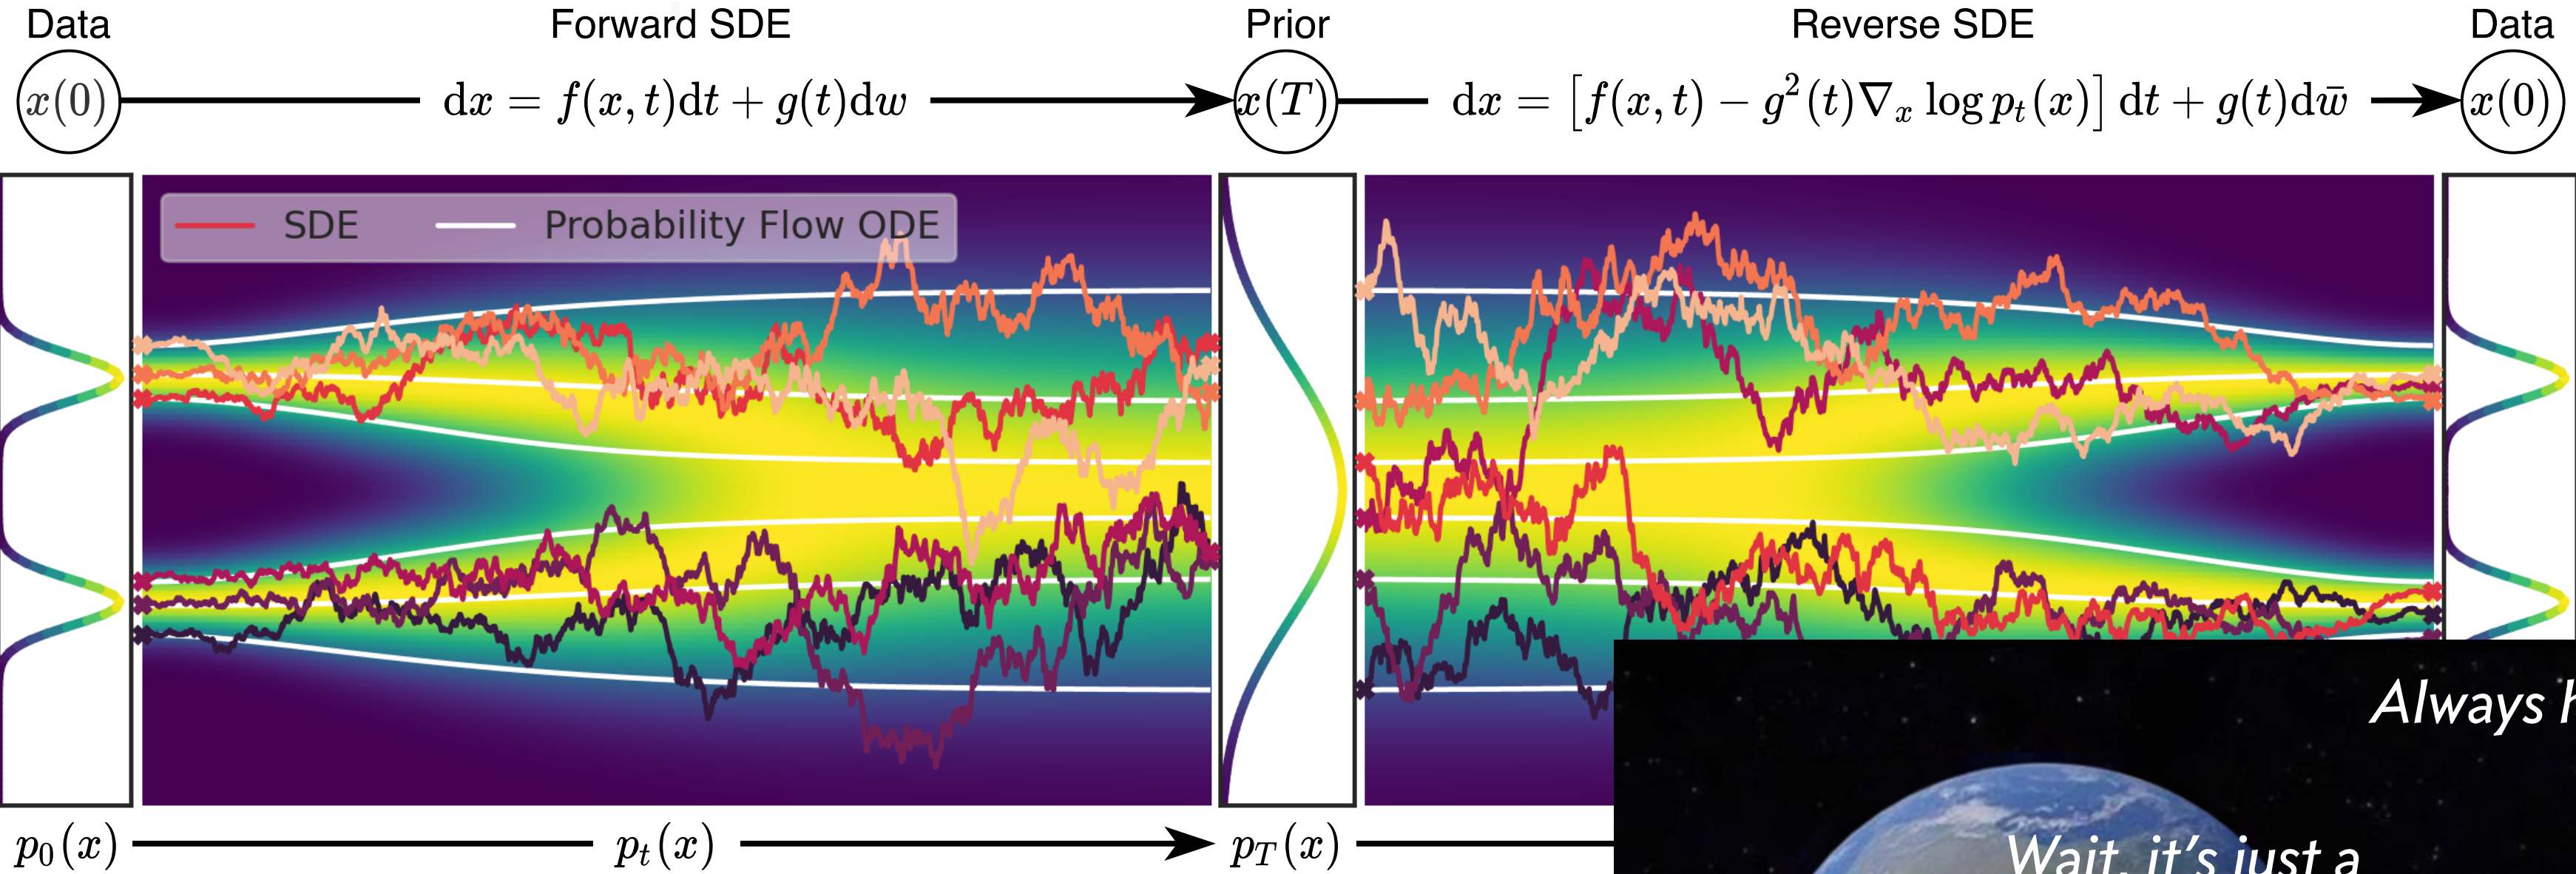 Data
Forward SDE
Prior
Reverse SDE
Data
x(0)
dx = f(x, t)dt + g(t)dw
x(T)
dx = [f(x, t) − g²(t)∇ₓ log pₜ(x)] dt + g(t)dw̄
x(0)
SDE
Probability Flow ODE
p₀(x)
pₜ(x)
p_T(x)
Always
Wait, it's just a